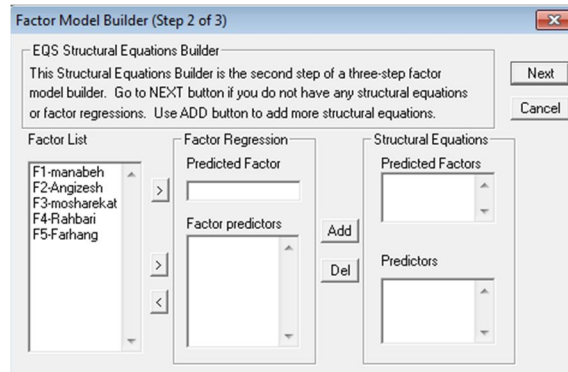 Factor Model Builder (Step 2 of 3)
EQS Structural Equations Builder
This Structural Equations Builder is the second step of a three-step factor
model builder. Go to NEXT button if you do not have any structural equations
or factor regressions. Use ADD button to add more structural equations.
Next
Cancel
Factor List
F1-manabeh
F2-Angizesh
F3-mosharekat
F4-Rahbari
F5-Farhang
>
>
<
Factor Regression
Predicted Factor
Factor predictors
Add
Del
Structural Equations
Predicted Factors
Predictors